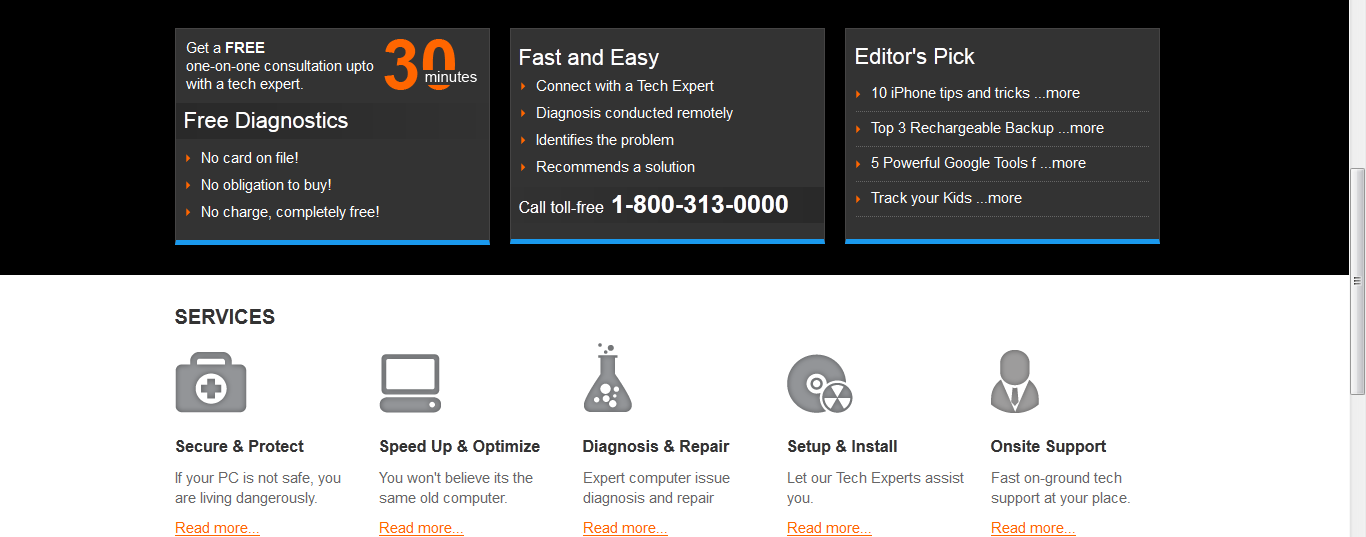 Get a FREE
one-on-one consultation upto
with a tech expert.
30
minutes
Free Diagnostics
No card on file!
No obligation to buy!
No charge, completely free!
Fast and Easy
Connect with a Tech Expert
Diagnosis conducted remotely
Identifies the problem
Recommends a solution
Call toll-free 1-800-313-0000
Editor's Pick
10 iPhone tips and tricks ...more
Top 3 Rechargeable Backup ...more
5 Powerful Google Tools f ...more
Track your Kids ...more
SERVICES
Secure & Protect
If your PC is not safe, you
are living dangerously.
Read more...
Speed Up & Optimize
You won't believe its the
same old computer.
Read more...
Diagnosis & Repair
Expert computer issue
diagnosis and repair
Read more...
Setup & Install
Let our Tech Experts assist
you.
Read more...
Onsite Support
Fast on-ground tech
support at your place.
Read more...